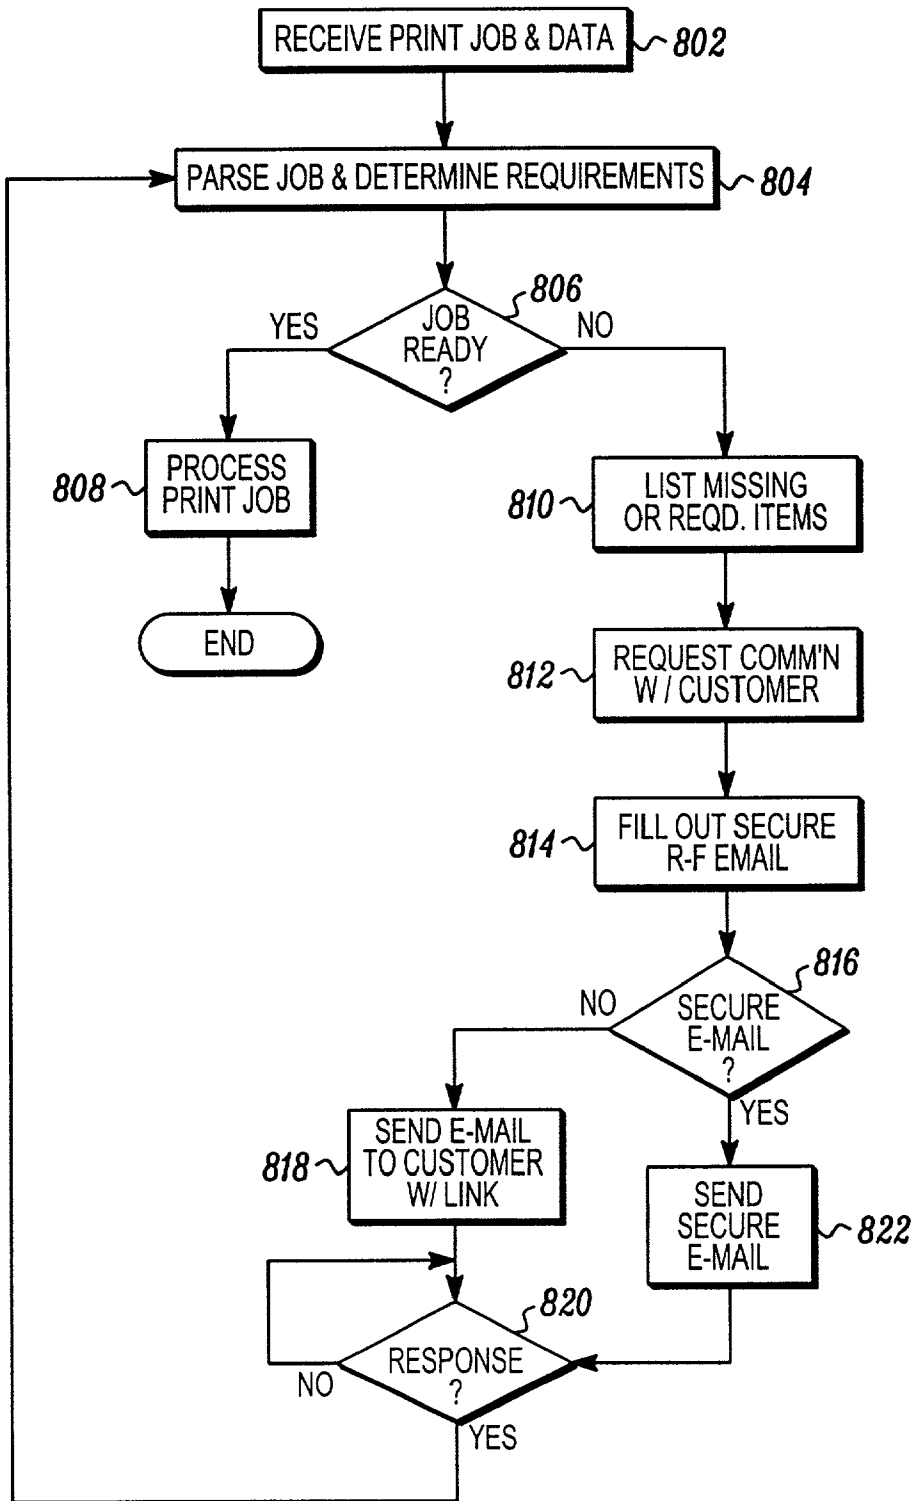 RECEIVE PRINT JOB & DATA
802
PARSE JOB & DETERMINE REQUIREMENTS
804
806
YES
JOB
READY
?
NO
808
PROCESS
PRINT JOB
810
LIST MISSING
OR REQD. ITEMS
END
812
REQUEST COMM'N
W / CUSTOMER
814
FILL OUT SECURE
R-F EMAIL
816
NO
SECURE
E-MAIL
?
YES
818
SEND E-MAIL
TO CUSTOMER
W/ LINK
SEND
SECURE
E-MAIL
822
820
RESPONSE
?
NO
YES